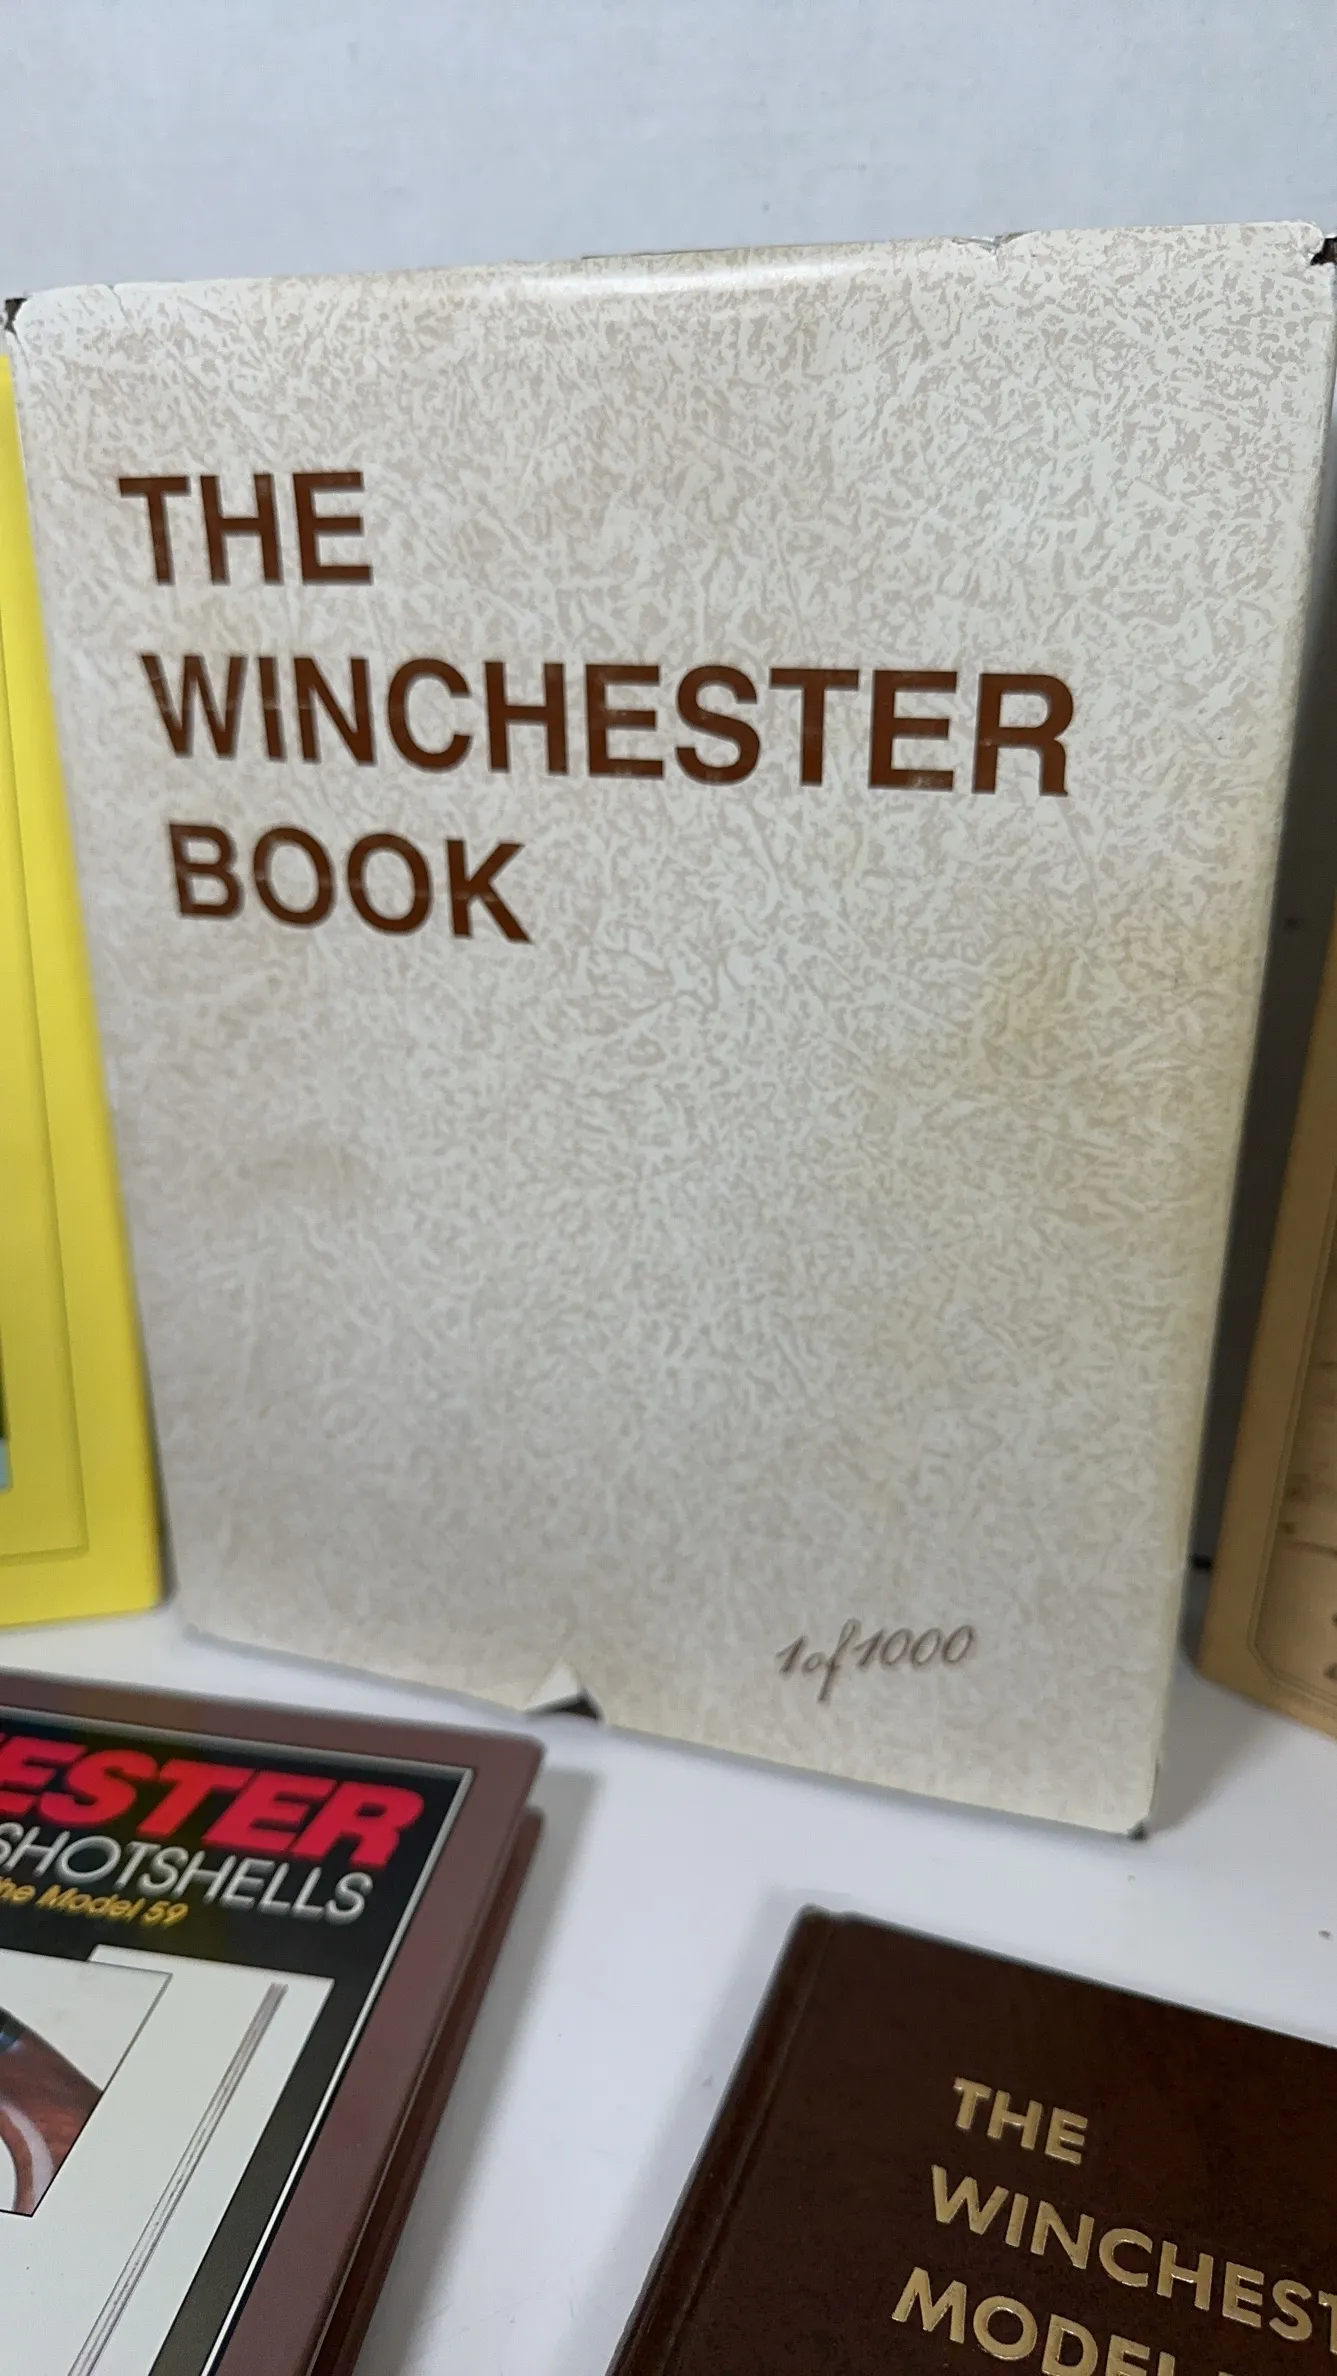 THE
WINCHESTER
BOOK
1 of 1000
ESTER
SHOTSHELLS
the Model 59
THE
WINCHEST
MODEL